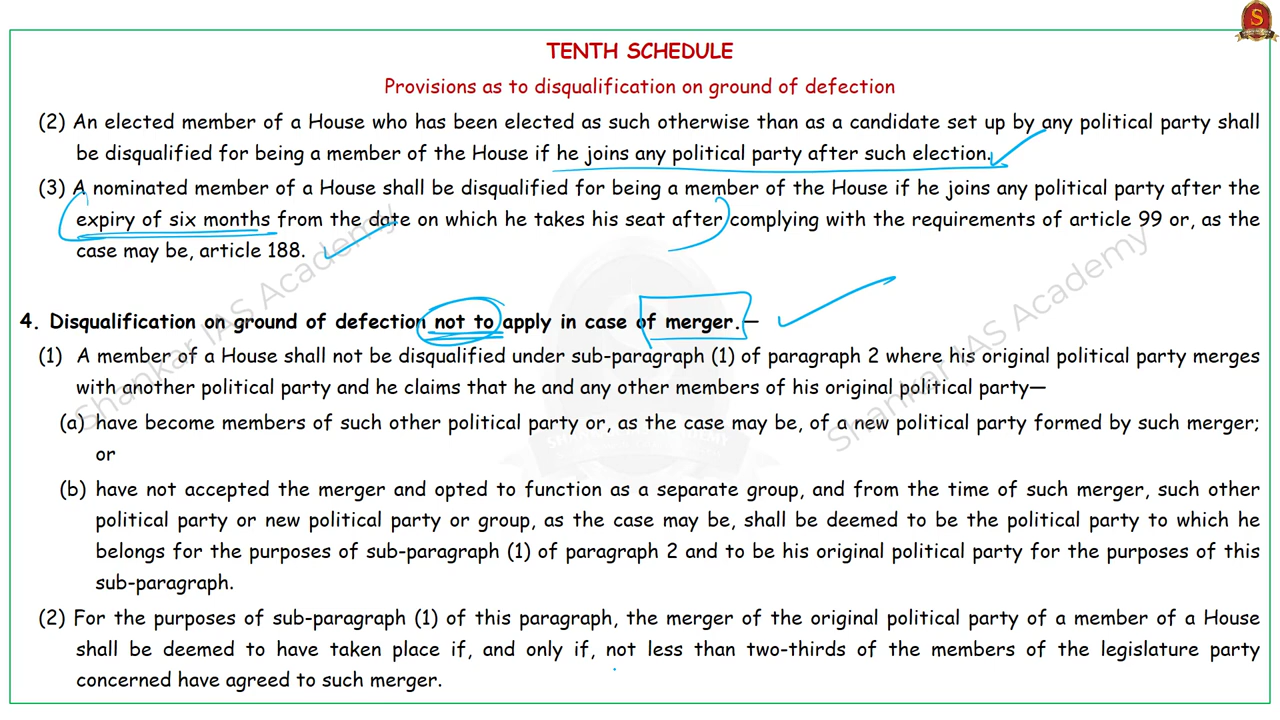 TENTH SCHEDULE
Provisions as to disqualification on ground of defection
(2) An elected member of a House who has been elected as such otherwise than as a candidate set up by any political party shall
be disqualified for being a member of the House if he joins any political party after such election.
(3) A nominated member of a House shall be disqualified for being a member of the House if he joins any political party after the
expiry of six months from the date on which he takes his seat after complying with the requirements of article 99 or, as the
case may be, article 188.
4. Disqualification on ground of defection not to apply in case of merger.—
(1) A member of a House shall not be disqualified under sub-paragraph (1) of paragraph 2 where his original political party merges
with another political party and he claims that he and any other members of his original political party—
(a) have become members of such other political party or, as the case may be, of a new political party formed by such merger;
or
(b) have not accepted the merger and opted to function as a separate group, and from the time of such merger, such other
political party or new political party or group, as the case may be, shall be deemed to be the political party to which he
belongs for the purposes of sub-paragraph (1) of paragraph 2 and to be his original political party for the purposes of this
sub-paragraph.
(2) For the purposes of sub-paragraph (1) of this paragraph, the merger of the original political party of a member of a House
shall be deemed to have taken place if, and only if, not less than two-thirds of the members of the legislature party
concerned have agreed to such merger.
Shankar IAS Academy
Shankar IAS Academy